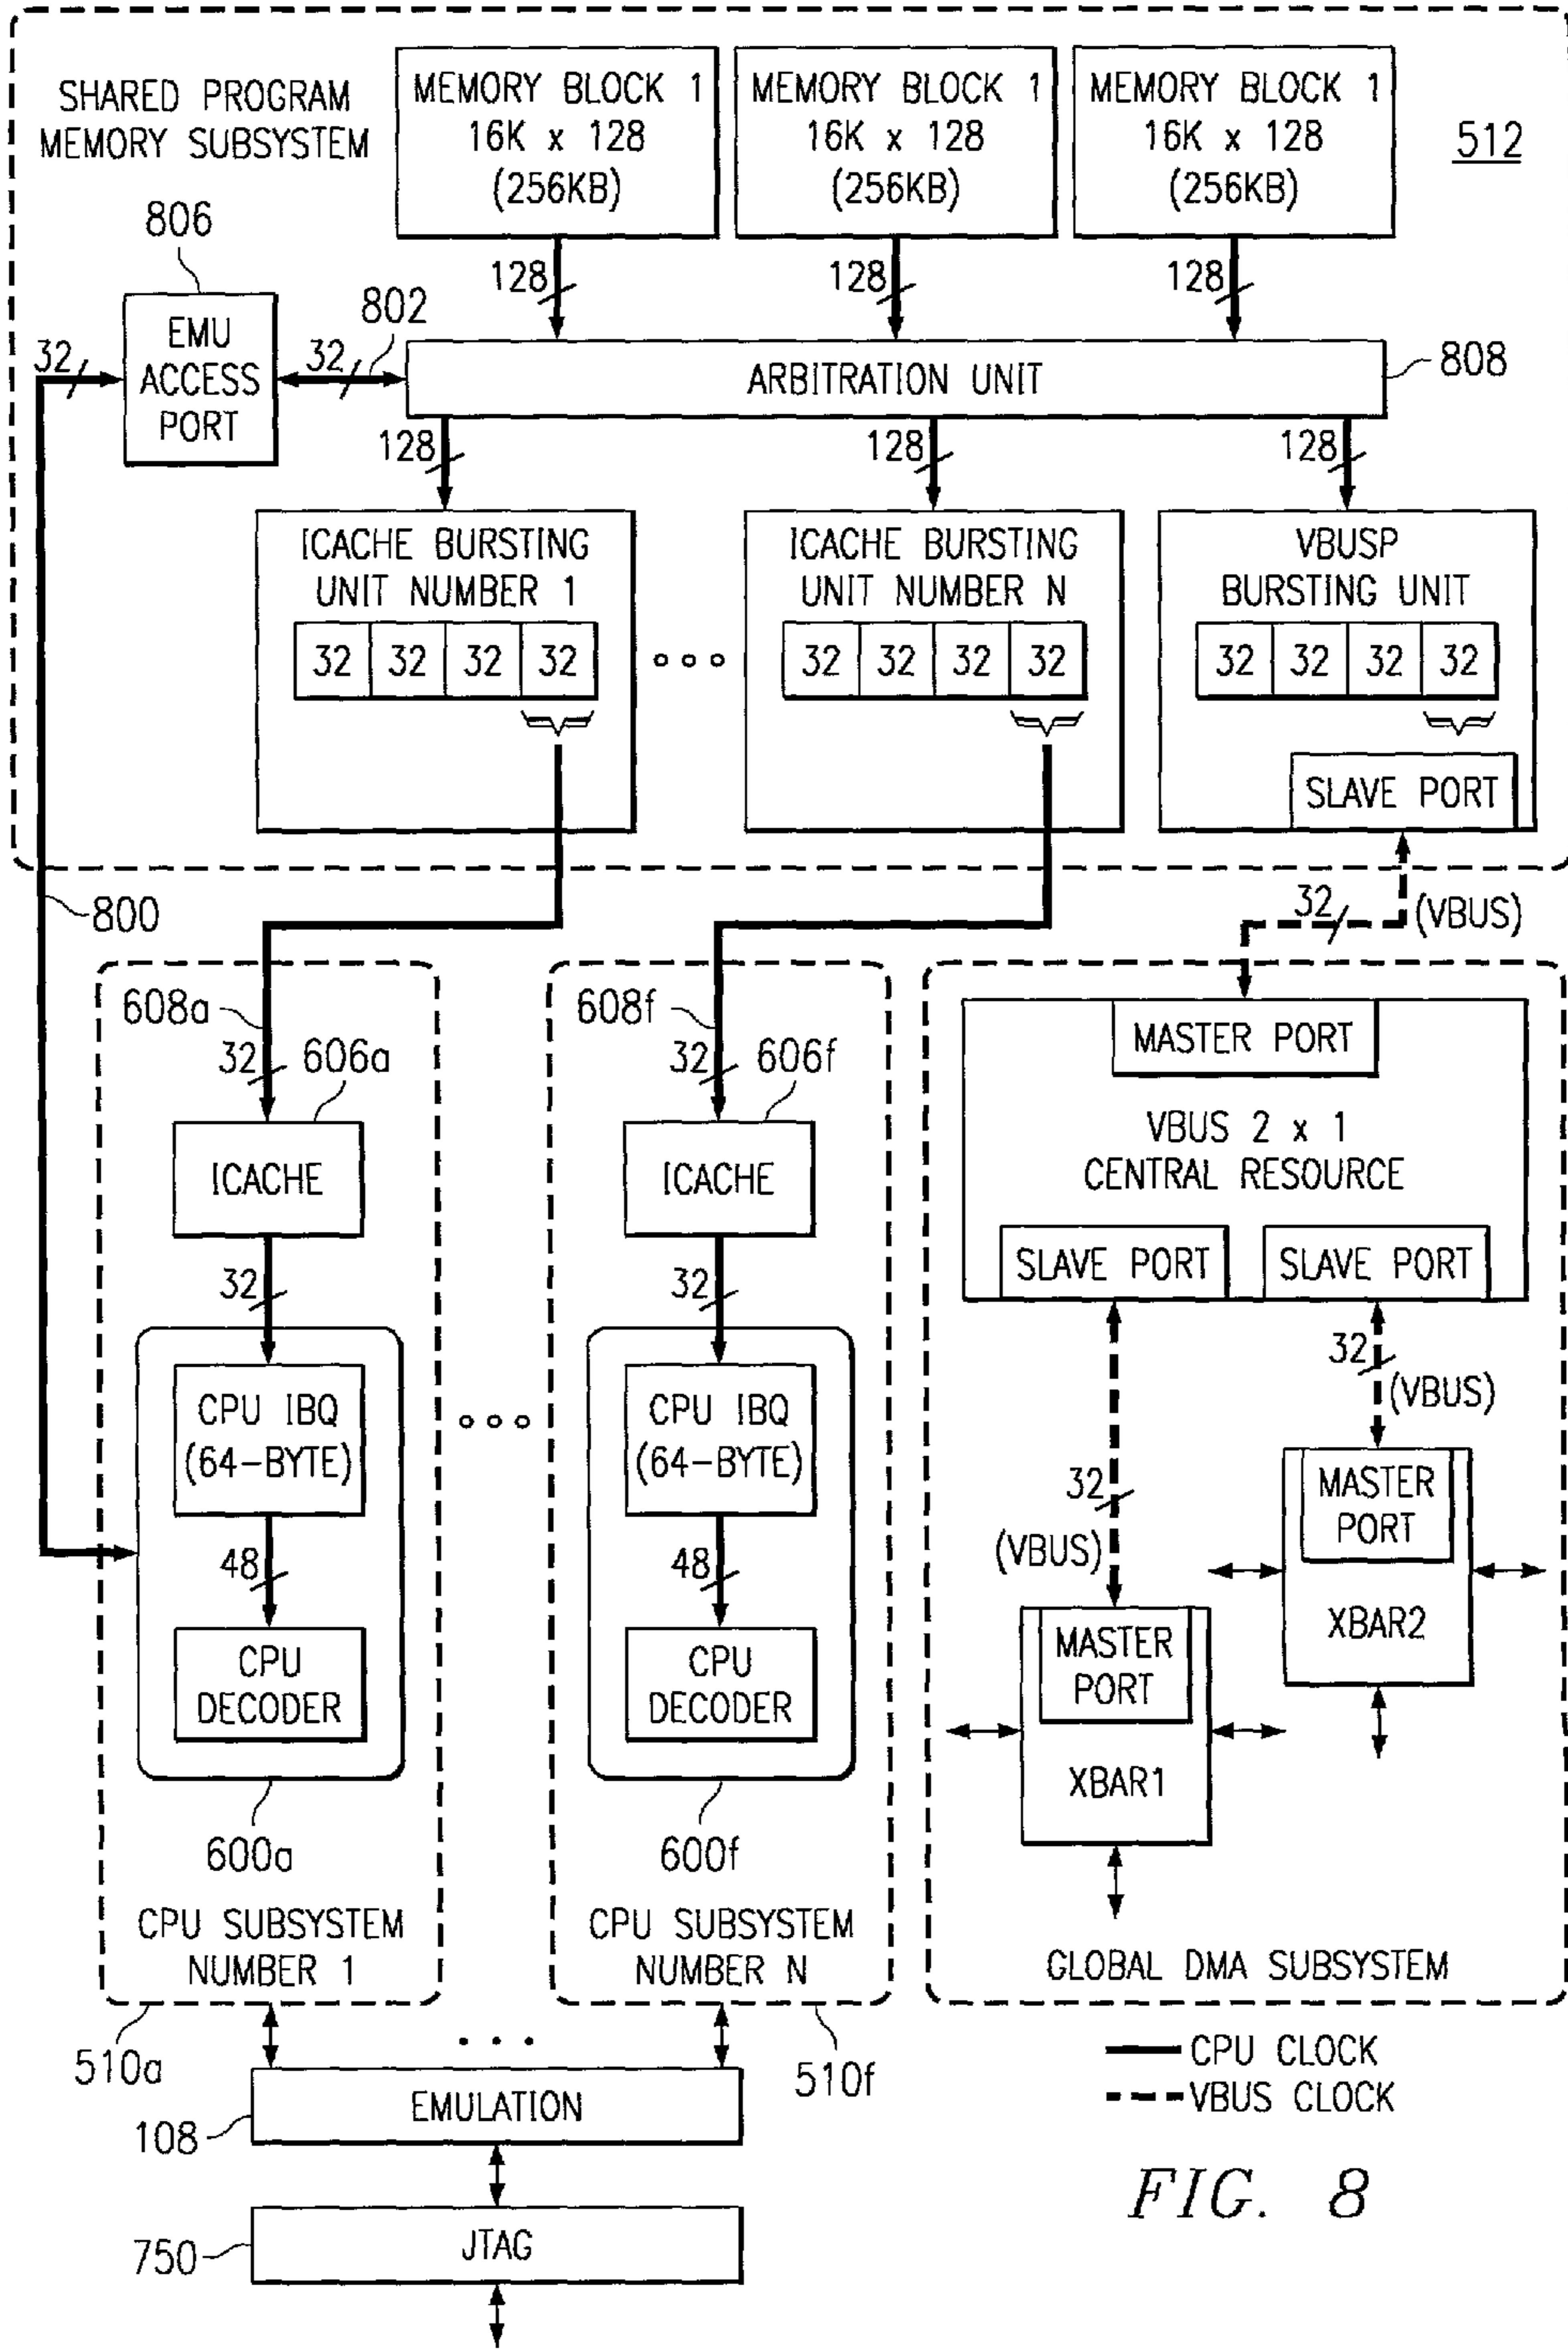 SHARED PROGRAM
MEMORY SUBSYSTEM
MEMORY BLOCK 1
16K x 128
(256KB)
MEMORY BLOCK 1
16K x 128
(256KB)
MEMORY BLOCK 1
16K x 128
(256KB)
512
806
128
128
128
802
32
EMU
ACCESS
PORT
32
ARBITRATION UNIT
808
128
128
128
ICACHE BURSTING
UNIT NUMBER 1
32 32 32 32
ICACHE BURSTING
UNIT NUMBER N
32 32 32 32
VBUSP
BURSTING UNIT
32 32 32 32
SLAVE PORT
800
32
(VBUS)
608a
32
606a
ICACHE
32
CPU IBQ
(64-BYTE)
48
CPU
DECODER
600a
CPU SUBSYSTEM
NUMBER 1
608f
32
606f
ICACHE
32
CPU IBQ
(64-BYTE)
48
CPU
DECODER
600f
CPU SUBSYSTEM
NUMBER N
MASTER PORT
VBUS 2 x 1
CENTRAL RESOURCE
SLAVE PORT
SLAVE PORT
32
(VBUS)
32
(VBUS)
MASTER
PORT
XBAR2
MASTER
PORT
XBAR1
GLOBAL DMA SUBSYSTEM
510a
510f
EMULATION
108
JTAG
750
CPU CLOCK
VBUS CLOCK
FIG. 8